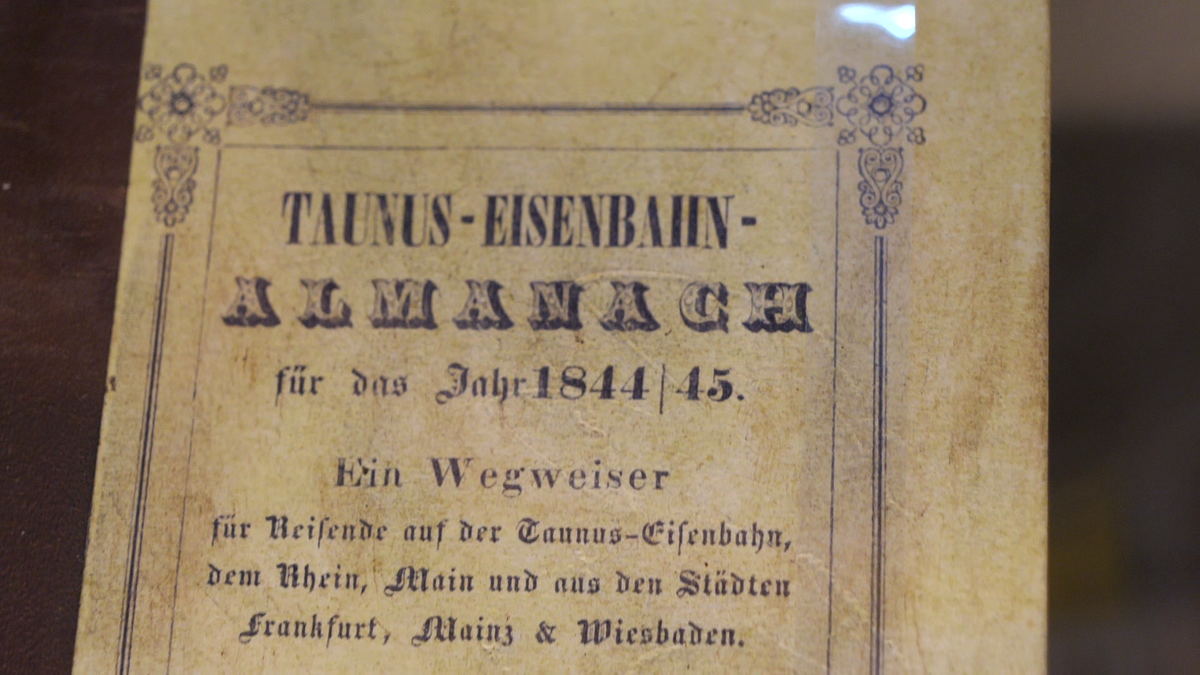 TAUNUS-EISENBAHN-
ALMANACH
für das Jahr 1844|45.
Ein Wegweiser
für Reiſende auf der Taunus-Eiſenbahn,
dem Rhein, Main und aus den Städten
Frankfurt, Mainz & Wiesbaden.